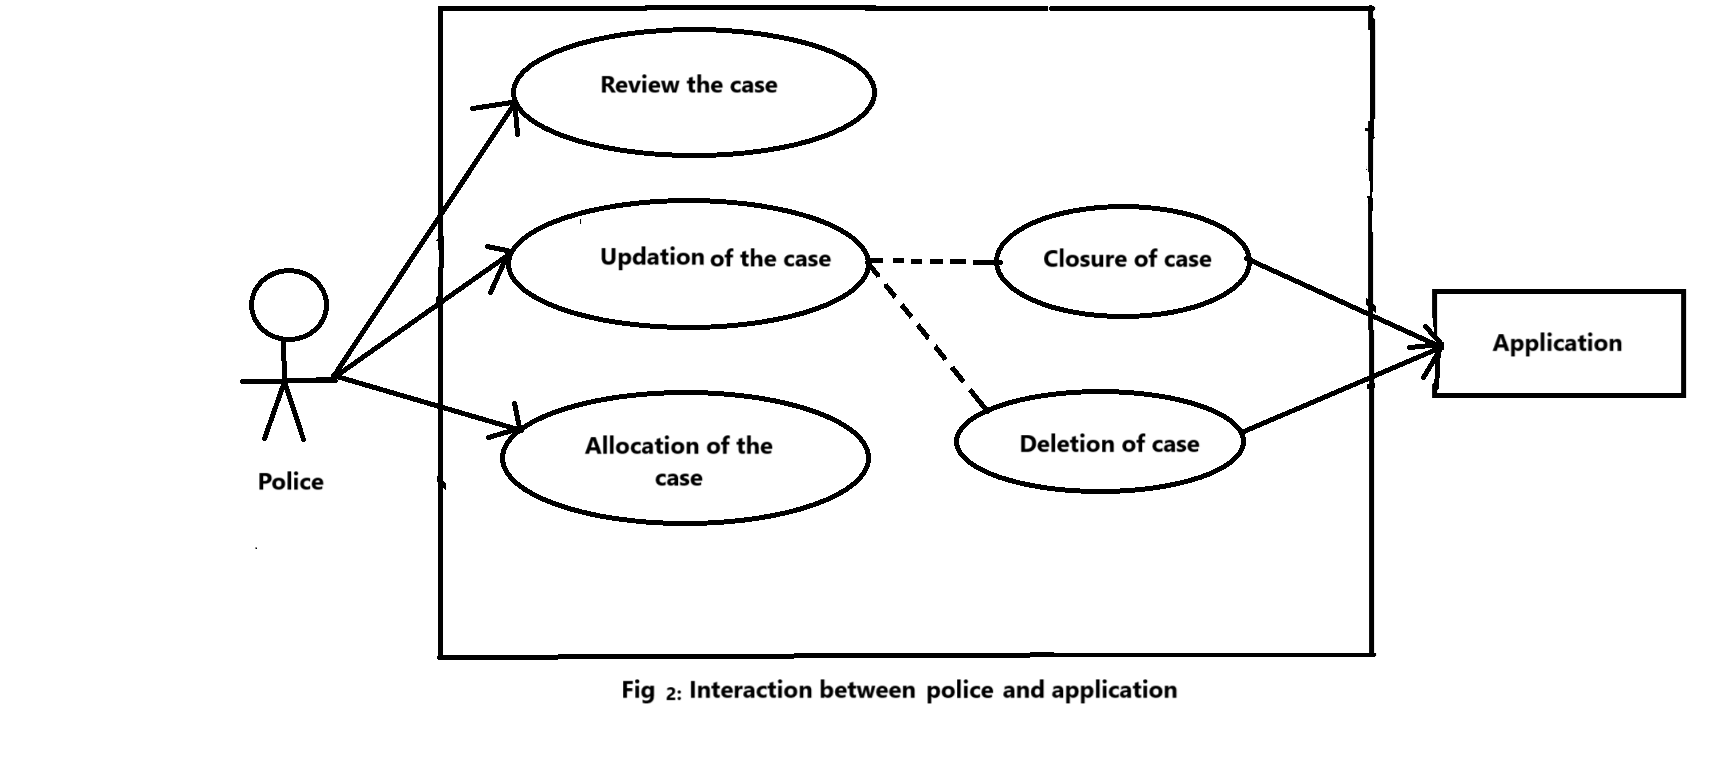 Review the case
Updation of the case
Closure of case
Application
Allocation of the
case
Deletion of case
Police
Fig 2: Interaction between police and application